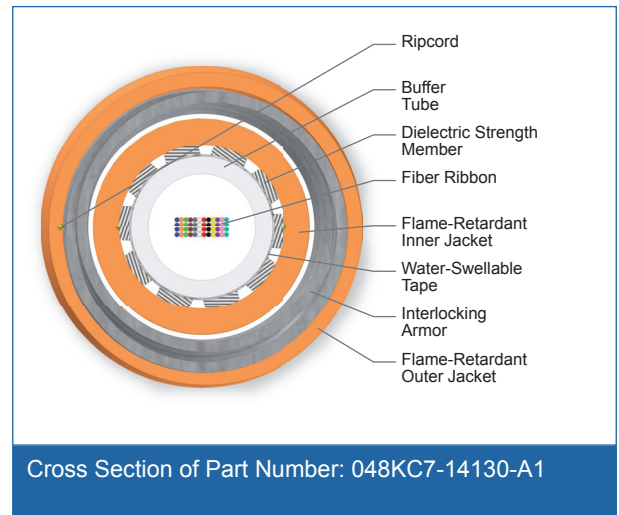 Ripcord
Buffer
Tube
Dielectric Strength
Member
Fiber Ribbon
Flame-Retardant
Inner Jacket
Water-Swellable
Tape
Interlocking
Armor
Flame-Retardant
Outer Jacket
Cross Section of Part Number: 048KC7-14130-A1